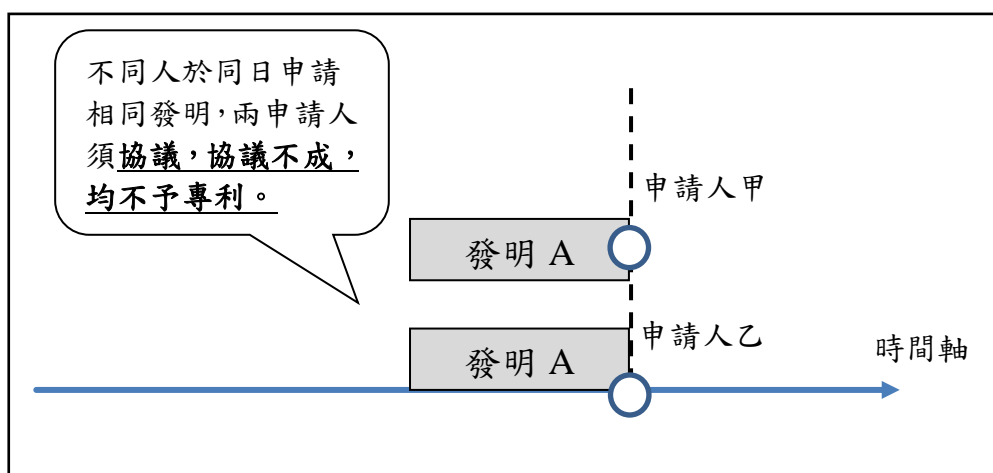 不同人於同日申請
相同發明，兩申請人
須協議，協議不成，
均不予專利。
申請人甲
發明 A
申請人乙
發明 A
時間軸